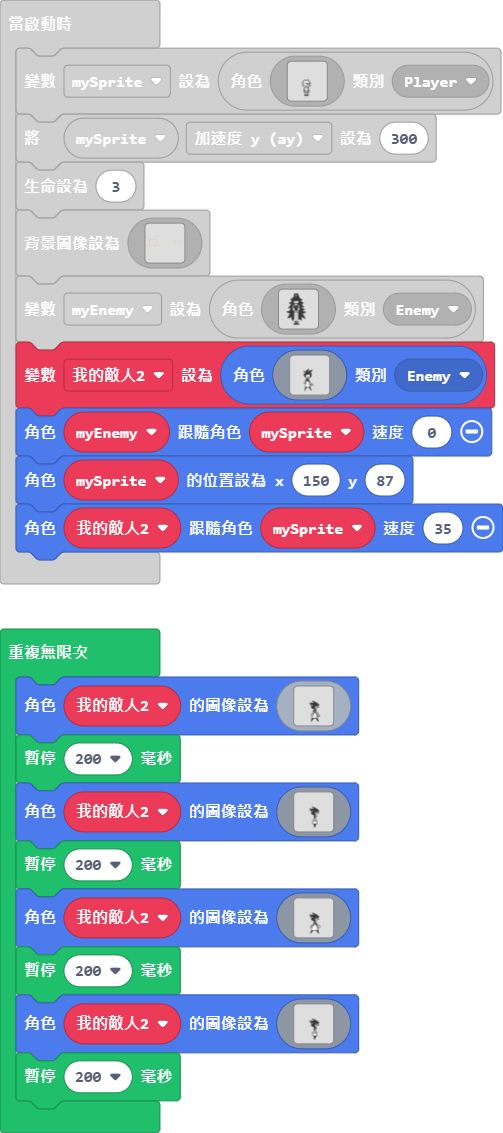 當啟動時
變數 mySprite 設為 角色 類別 Player
將 mySprite 加速度 y (ay) 設為 300
生命設為 3
背景圖像設為
變數 myEnemy 設為 角色 類別 Enemy
變數 我的敵人2 設為 角色 類別 Enemy
角色 myEnemy 跟隨角色 mySprite 速度 0
角色 mySprite 的位置設為 x 150 y 87
角色 我的敵人2 跟隨角色 mySprite 速度 35
重複無限次
角色 我的敵人2 的圖像設為
暫停 200 毫秒
角色 我的敵人2 的圖像設為
暫停 200 毫秒
角色 我的敵人2 的圖像設為
暫停 200 毫秒
角色 我的敵人2 的圖像設為
暫停 200 毫秒